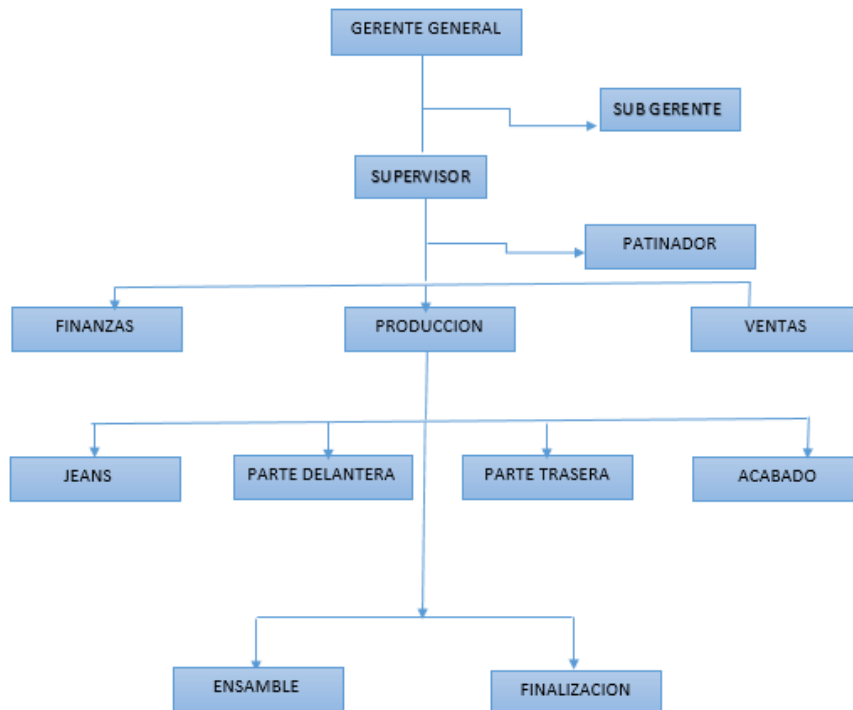 GERENTE GENERAL
SUB GERENTE
SUPERVISOR
PATINADOR
FINANZAS
PRODUCCION
VENTAS
JEANS
PARTE DELANTERA
PARTE TRASERA
ACABADO
ENSAMBLE
FINALIZACION